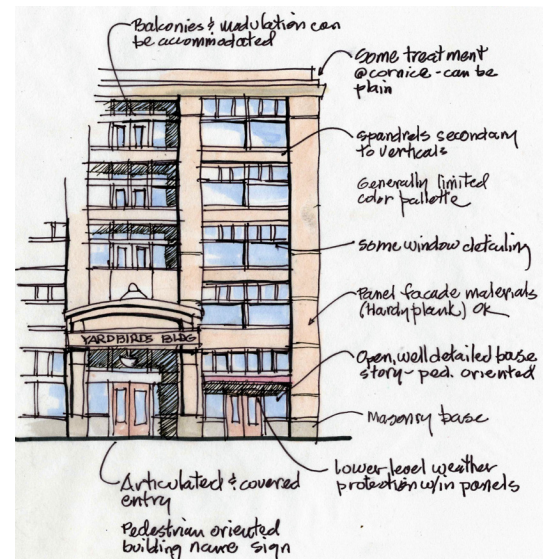 Balconies & modulation can
be accommodated
Some treatment
@cornice - can be
plain
spandrels secondary
to verticals
Generally limited
color pallette
some window detailing
Panel facade materials
(Hardy plank) OK
Open, well detailed base
story - ped. oriented
Masonry base
Lower level weather
protection w/in panels
YARDBIRDS BLDG
Articulated & covered
entry
Pedestrian oriented
building name sign